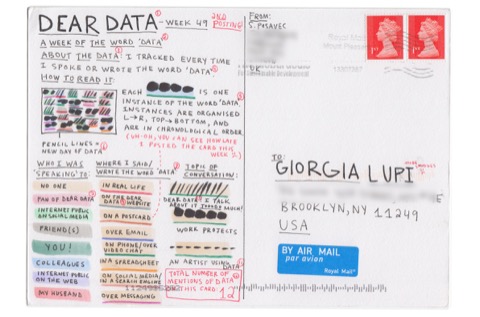 DEAR DATA - WEEK 49
2ND POSTING
A WEEK OF THE WORD 'DATA'
ABOUT THE DATA: I TRACKED EVERY TIME
I SPOKE OR WROTE THE WORD 'DATA'
HOW TO READ IT:
EACH IS ONE
INSTANCE OF THE WORD 'DATA'
INSTANCES ARE ORGANISED
L→R, TOP→BOTTOM, AND
ARE IN CHRONOLOGICAL ORDER
(UH-OH, YOU CAN SEE HOW LATE
I POSTED THE CARD THIS
WEEK!)
PENCIL LINES =
NEW DAY OF DATA
WHO I WAS
'SPEAKING' TO:
NO ONE
FAN OF DEAR DATA
INTERNET PUBLIC
ON SOCIAL MEDIA
FRIEND(S)
YOU!
COLLEAGUES
INTERNET PUBLIC
ON THE WEB
MY HUSBAND
WHERE I SAID/
WROTE THE WORD 'DATA'
IN REAL LIFE
ON THE DEAR
DATA WEBSITE
ON A POSTCARD
OVER EMAIL
ON PHONE/OVER
VIDEO CHAT
IN A SPREADSHEET
ON SOCIAL MEDIA/
IN A SEARCH ENGINE
OVER MESSAGING
TOPIC OF
CONVERSATION:
DEAR DATA I TALK
ABOUT IT TOOOO MUCH!
WORK PROJECTS
AN ARTIST USING
DATA
TOTAL NUMBER OF
MENTIONS OF DATA
ON THIS CARD: 12
FROM:
S. POSAVEC
UK
1st
1st
Royal Mail
TO:
GIORGIA LUPI
BROOKLYN, NY 11249
USA
BY AIR MAIL
par avion
Royal Mail